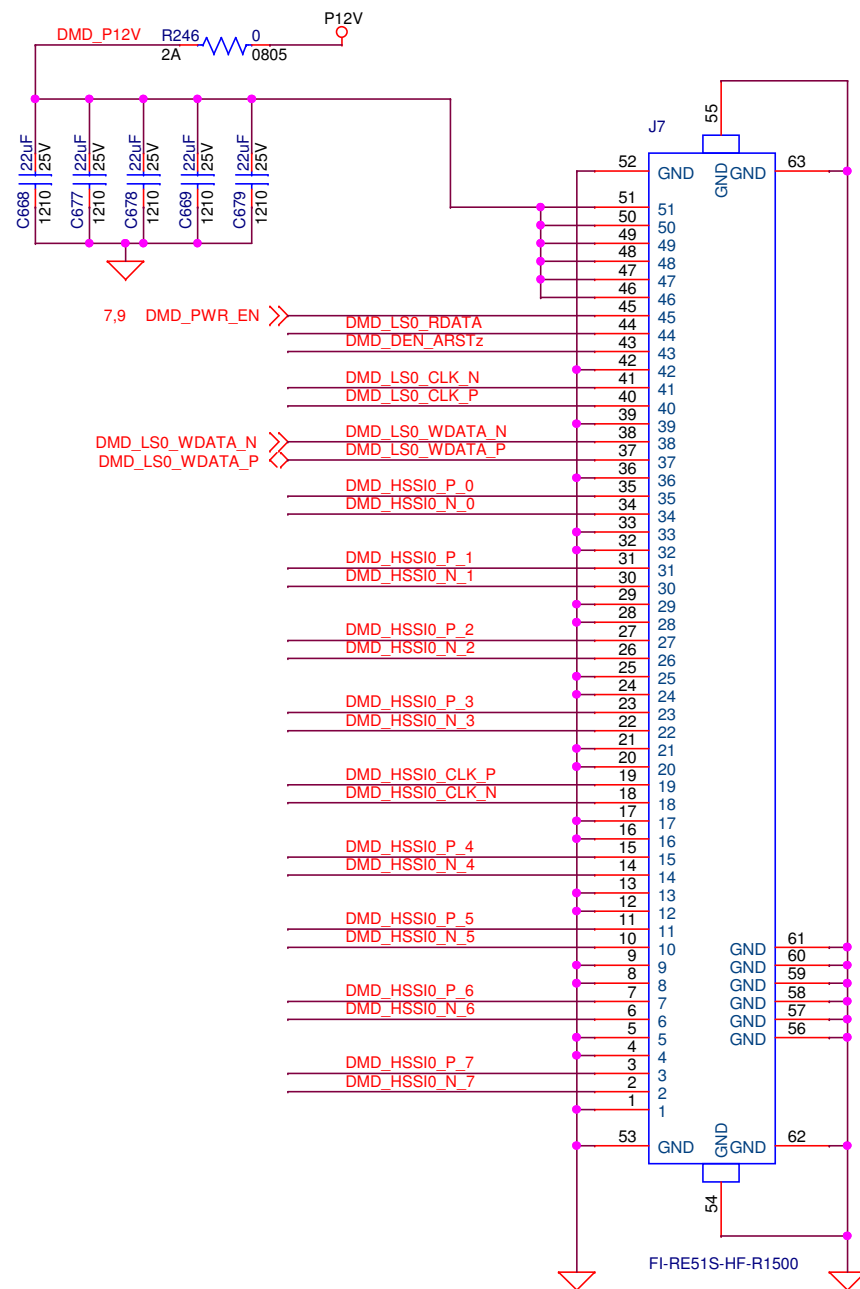 P12V
DMD_P12V R246 0
2A 0805
22uF 25V 22uF 25V 22uF 25V 22uF 25V 22uF 25V
C668 1210 C677 1210 C678 1210 C669 1210 C679 1210
J7
55
52 GND GND GND 63
51 51
50 50
49 49
48 48
47 47
46 46
7,9 DMD_PWR_EN 45 45
DMD_LS0_RDATA 44 44
DMD_DEN_ARSTz 43 43
42 42
DMD_LS0_CLK_N 41 41
DMD_LS0_CLK_P 40 40
39 39
DMD_LS0_WDATA_N DMD_LS0_WDATA_N 38 38
DMD_LS0_WDATA_P DMD_LS0_WDATA_P 37 37
36 36
DMD_HSSI0_P_0 35 35
DMD_HSSI0_N_0 34 34
33 33
32 32
DMD_HSSI0_P_1 31 31
DMD_HSSI0_N_1 30 30
29 29
28 28
DMD_HSSI0_P_2 27 27
DMD_HSSI0_N_2 26 26
25 25
24 24
DMD_HSSI0_P_3 23 23
DMD_HSSI0_N_3 22 22
21 21
20 20
DMD_HSSI0_CLK_P 19 19
DMD_HSSI0_CLK_N 18 18
17 17
16 16
DMD_HSSI0_P_4 15 15
DMD_HSSI0_N_4 14 14
13 13
12 12
DMD_HSSI0_P_5 11 11
DMD_HSSI0_N_5 10 10 GND 61
9 9 GND 60
8 8 GND 59
DMD_HSSI0_P_6 7 7 GND 58
DMD_HSSI0_N_6 6 6 GND 57
5 5 GND 56
4 4
DMD_HSSI0_P_7 3 3
DMD_HSSI0_N_7 2 2
1 1
53 GND GND GND 62
54
FI-RE51S-HF-R1500